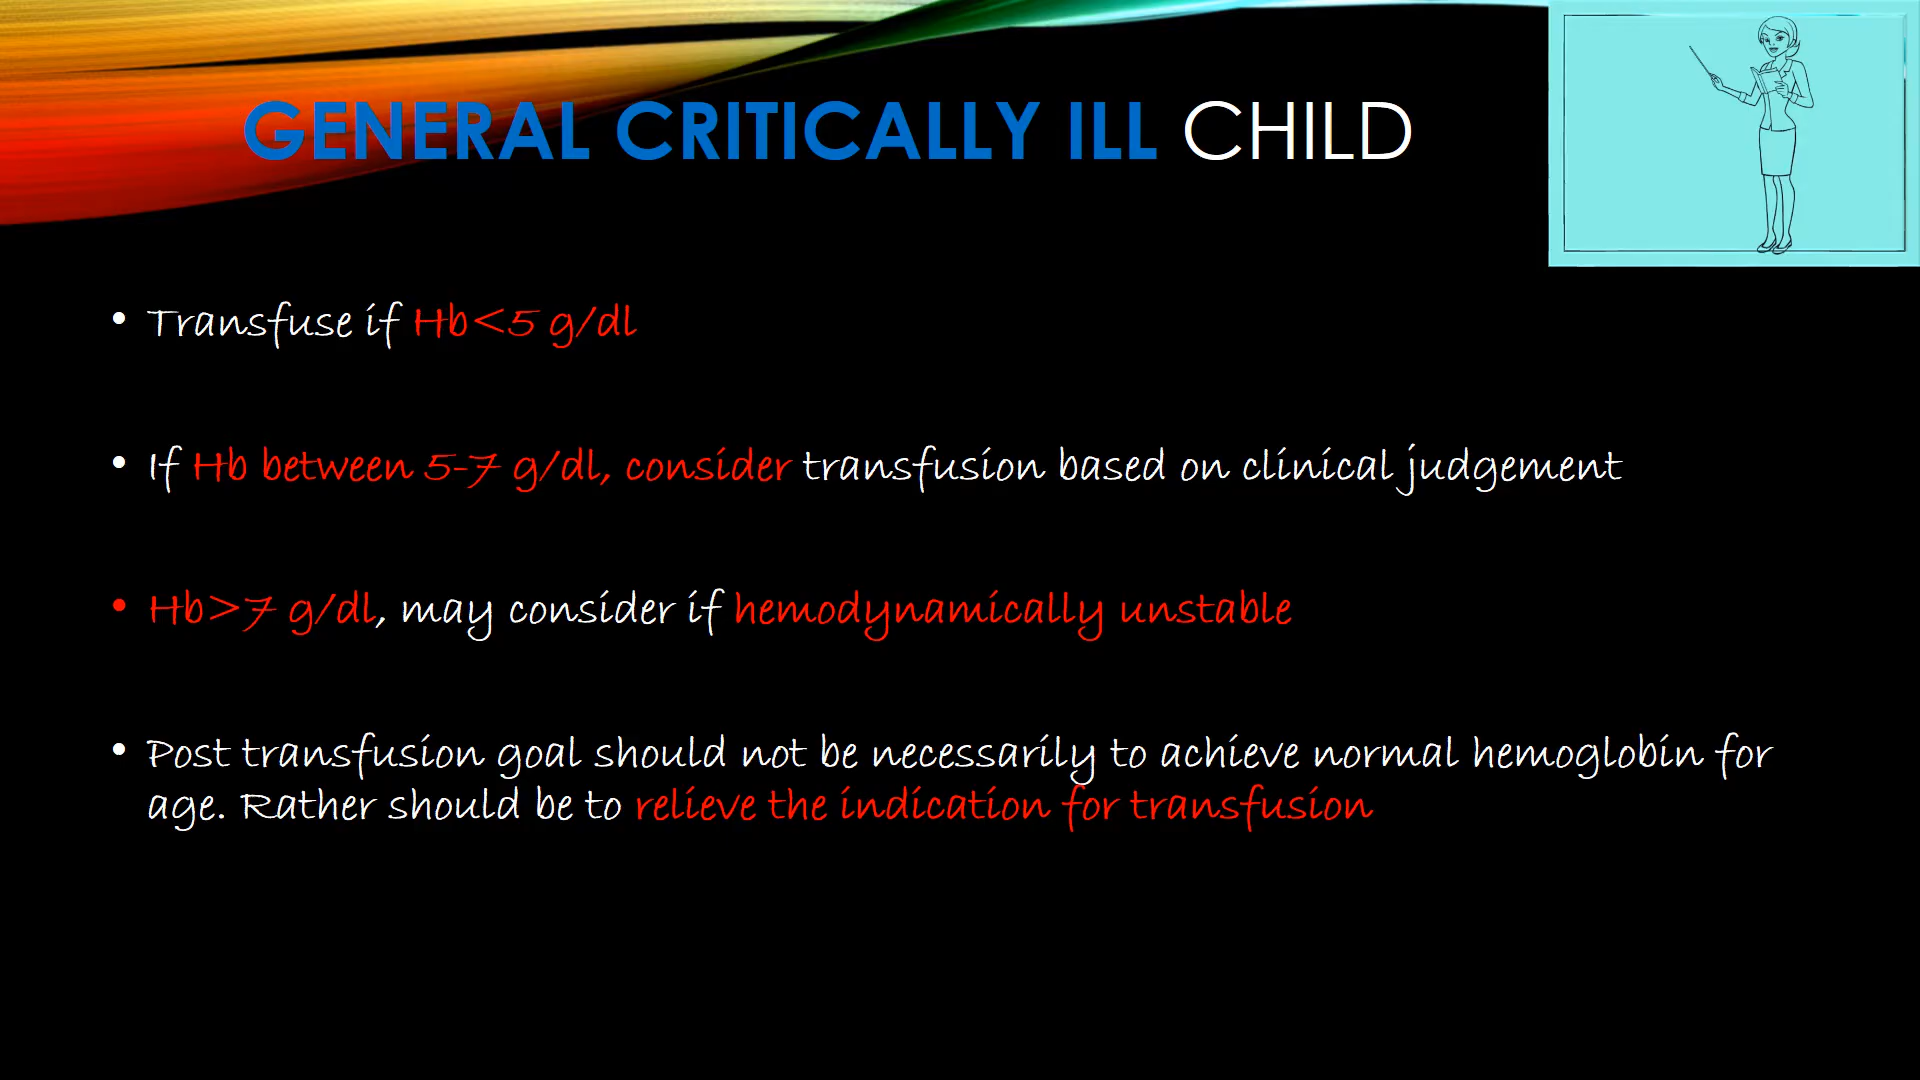 GENERAL CRITICALLY ILL CHILD
• Transfuse if Hb<5 g/dl
• If Hb between 5-7 g/dl, consider transfusion based on clinical judgement
• Hb>7 g/dl, may consider if hemodynamically unstable
• Post transfusion goal should not be necessarily to achieve normal hemoglobin for
age. Rather should be to relieve the indication for transfusion